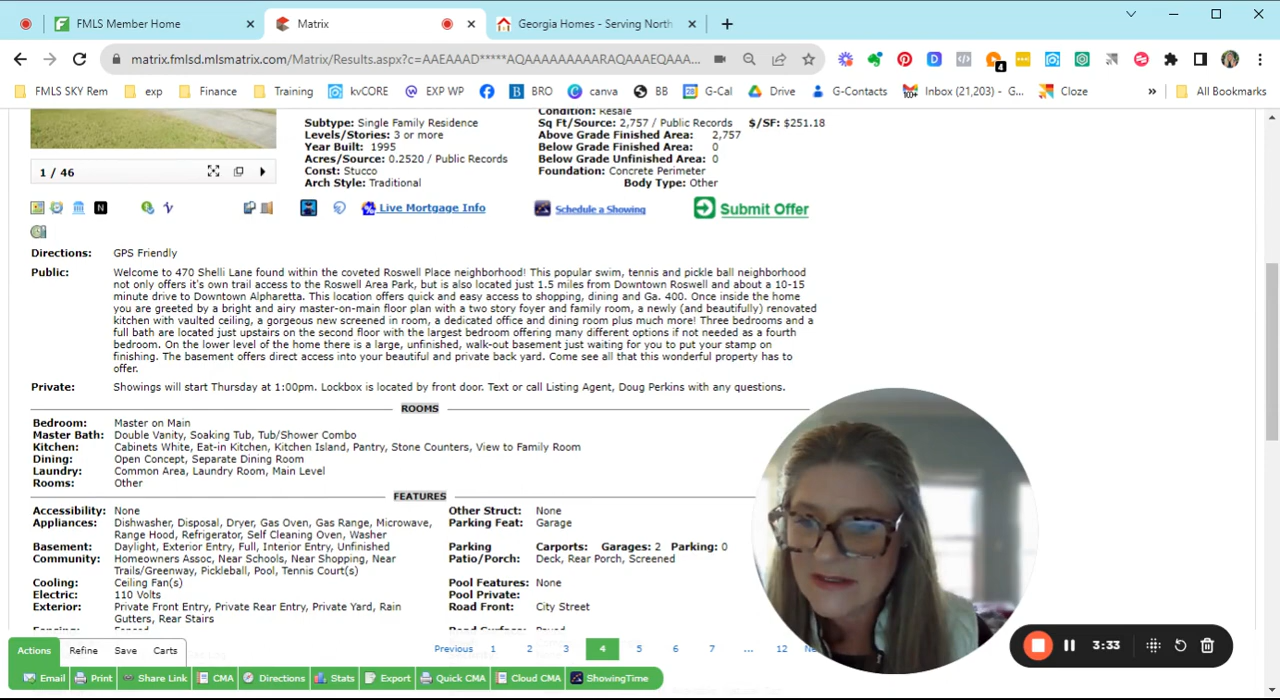 FMLS Member Home
Matrix
Georgia Homes - Serving North
matrix.fmlsd.mlsmatrix.com/Matrix/Results.aspx?c=AAEAAAD*****AQAAAAAAAAARAQAAAEQAAA...
4
FMLS SKY Rem
exp
Finance
Training
kvCORE
EXP WP
BRO
canva
BB
G-Cal
Drive
G-Contacts
Inbox (21,203) - G...
Cloze
»
All Bookmarks
Condition: Resale
Subtype: Single Family Residence
Sq Ft/Source: 2,757 / Public Records $/SF: $251.18
Levels/Stories: 3 or more
Above Grade Finished Area: 2,757
Year Built: 1995
Below Grade Finished Area: 0
Acres/Source: 0.2520 / Public Records
Below Grade Unfinished Area: 0
Const: Stucco
Foundation: Concrete Perimeter
Arch Style: Traditional
Body Type: Other
1 / 46
N
Live Mortgage Info
Schedule a Showing
Submit Offer
Directions: GPS Friendly
Public: Welcome to 470 Shelli Lane found within the coveted Roswell Place neighborhood! This popular swim, tennis and pickle ball neighborhood
not only offers it's own trail access to the Roswell Area Park, but is also located just 1.5 miles from Downtown Roswell and about a 10-15
minute drive to Downtown Alpharetta. This location offers quick and easy access to shopping, dining and Ga. 400. Once inside the home
you are greeted by a bright and airy master-on-main floor plan with a two story foyer and family room, a newly (and beautifully) renovated
kitchen with vaulted ceiling, a gorgeous new screened in room, a dedicated office and dining room plus much more! Three bedrooms and a
full bath are located just upstairs on the second floor with the largest bedroom offering many different options if not needed as a fourth
bedroom. On the lower level of the home there is a large, unfinished, walk-out basement just waiting for you to put your stamp on
finishing. The basement offers direct access into your beautiful and private back yard. Come see all that this wonderful property has to
offer.
Private: Showings will start Thursday at 1:00pm. Lockbox is located by front door. Text or call Listing Agent, Doug Perkins with any questions.
ROOMS
Bedroom: Master on Main
Master Bath: Double Vanity, Soaking Tub, Tub/Shower Combo
Kitchen: Cabinets White, Eat-in Kitchen, Kitchen Island, Pantry, Stone Counters, View to Family Room
Dining: Open Concept, Separate Dining Room
Laundry: Common Area, Laundry Room, Main Level
Rooms: Other
FEATURES
Accessibility: None
Appliances: Dishwasher, Disposal, Dryer, Gas Oven, Gas Range, Microwave,
Range Hood, Refrigerator, Self Cleaning Oven, Washer
Basement: Daylight, Exterior Entry, Full, Interior Entry, Unfinished
Community: Homeowners Assoc, Near Schools, Near Shopping, Near
Trails/Greenway, Pickleball, Pool, Tennis Court(s)
Cooling: Ceiling Fan(s)
Electric: 110 Volts
Exterior: Private Front Entry, Private Rear Entry, Private Yard, Rain
Gutters, Rear Stairs
Other Struct: None
Parking Feat: Garage
Parking Carports: Garages: 2 Parking: 0
Patio/Porch: Deck, Rear Porch, Screened
Pool Features: None
Pool Private:
Road Front: City Street
Actions
Refine
Save
Carts
Previous 1 2 3 4 5 6 7 ... 12
Email
Print
Share Link
CMA
Directions
Stats
Export
Quick CMA
Cloud CMA
ShowingTime
3:33